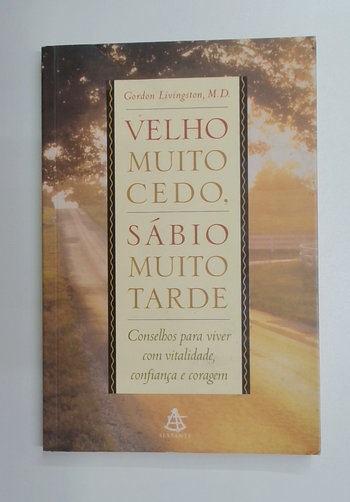 Gordon Livingston, M.D.
VELHO
MUITO
CEDO,
SÁBIO
MUITO
TARDE
Conselhos para viver
com vitalidade,
confiança e coragem
SEXTANTE